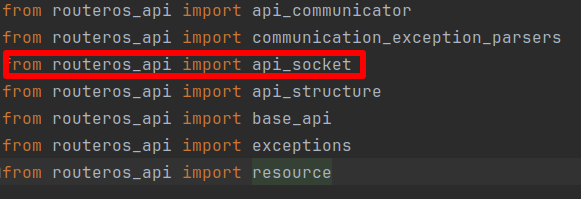 from routeros_api import api_communicator
from routeros_api import communication_exception_parsers
from routeros_api import api_socket
from routeros_api import api_structure
from routeros_api import base_api
from routeros_api import exceptions
from routeros_api import resource